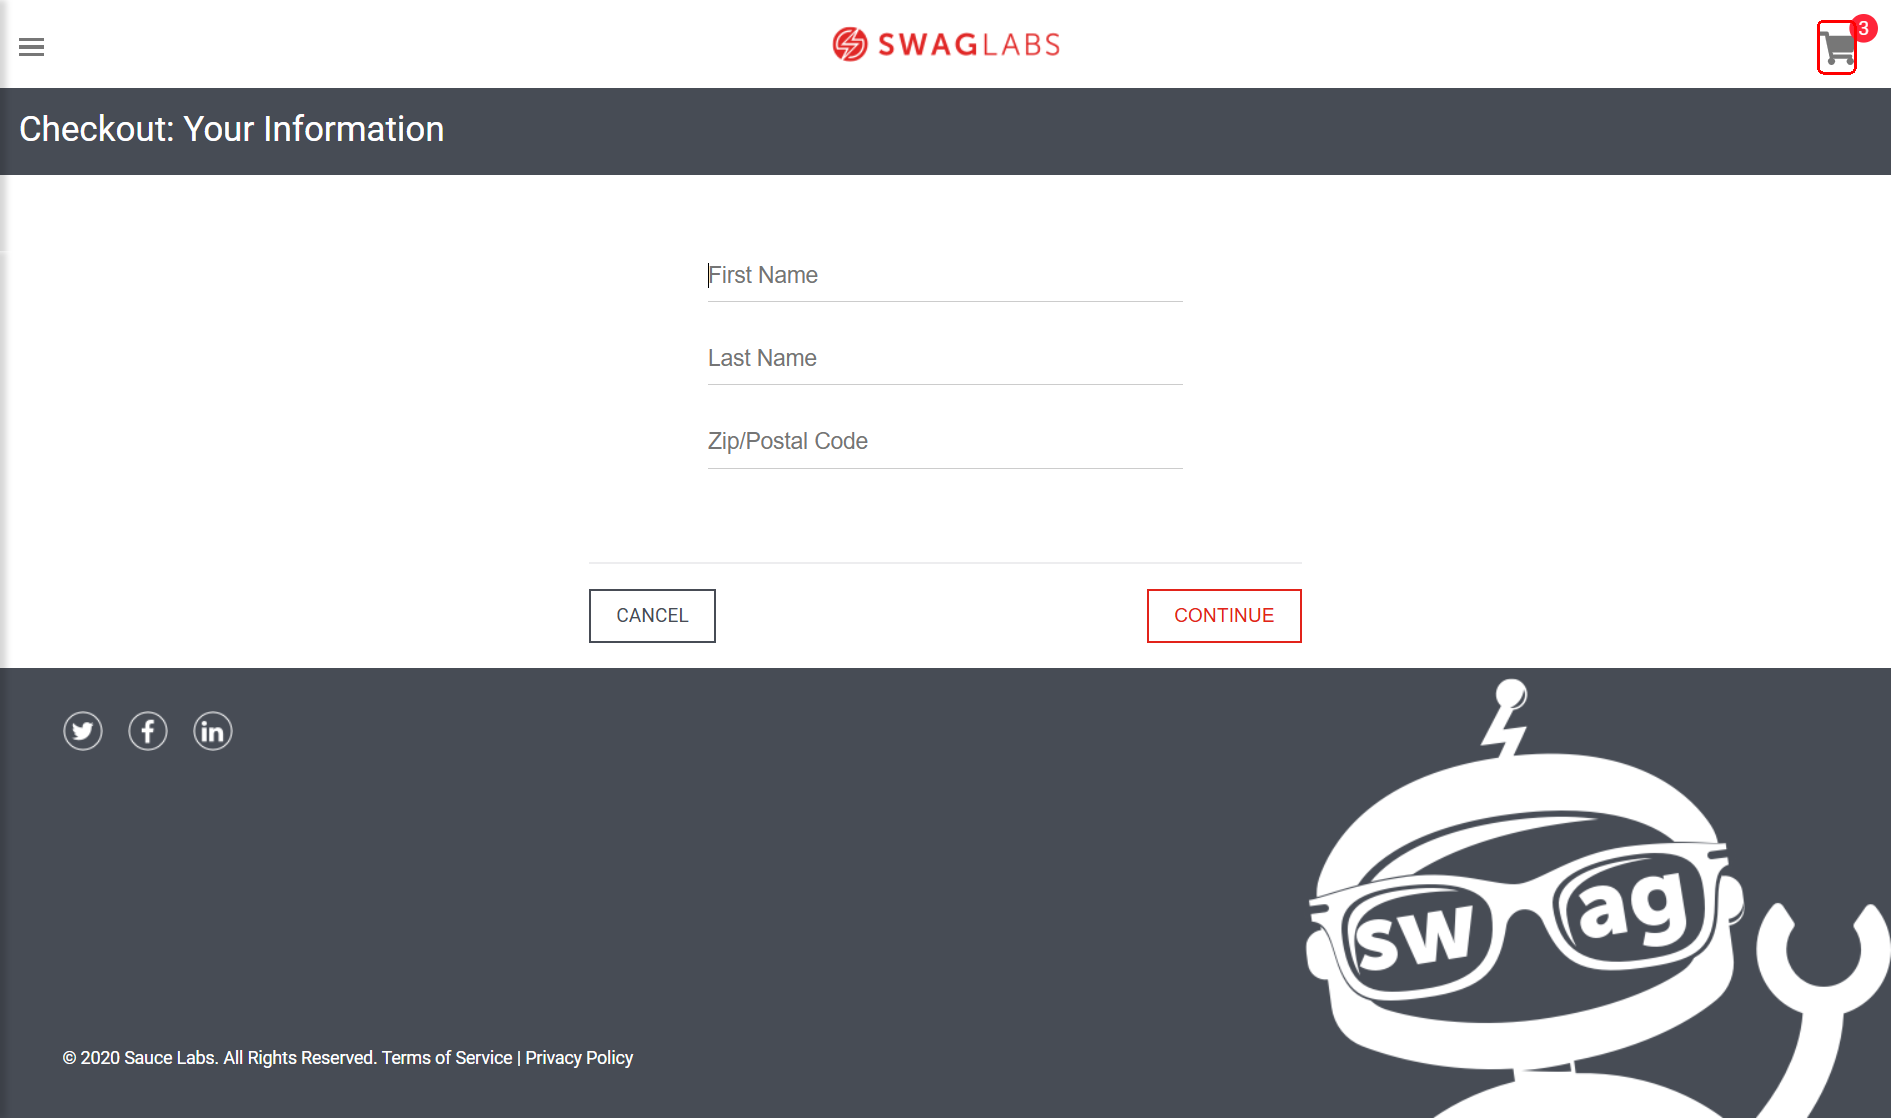 SWAGLABS
3
Checkout: Your Information
First Name
Last Name
Zip/Postal Code
CANCEL
CONTINUE
sw ag
© 2020 Sauce Labs. All Rights Reserved. Terms of Service | Privacy Policy